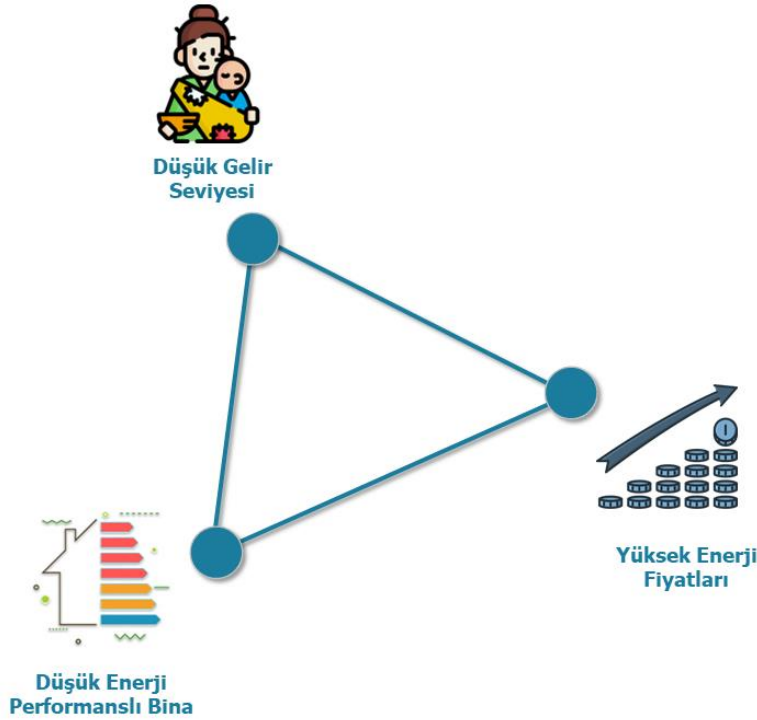 Düşük Gelir
Seviyesi
Yüksek Enerji
Fiyatları
Düşük Enerji
Performanslı Bina